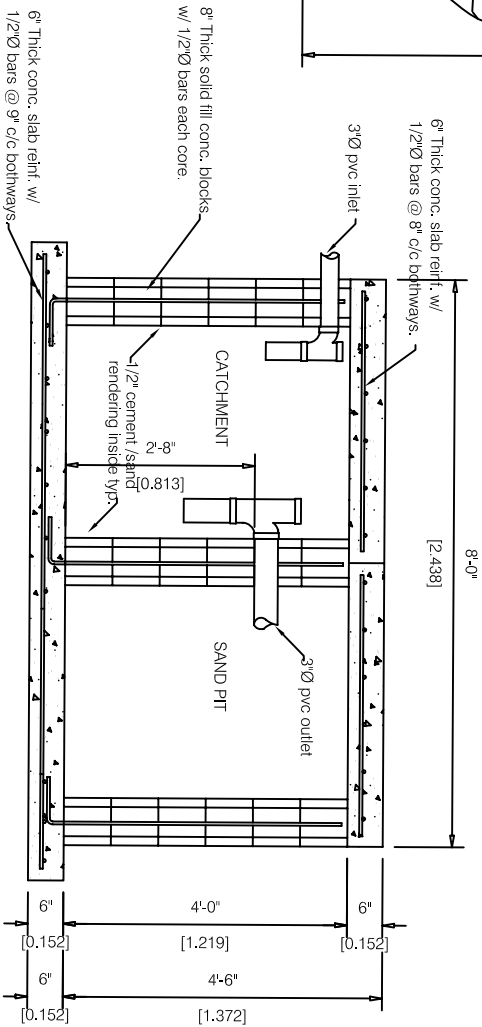 6" Thick conc. slab reinf. w/
1/2"Ø bars @ 8" c/c bothways.
3"Ø pvc inlet
8" Thick solid fill conc. blocks
w/ 1/2"Ø bars each core.
6" Thick conc. slab reinf. w/
1/2"Ø bars @ 9" c/c bothways.
8'-0"
[2.438]
CATCHMENT
2'-8"
[0.813]
1/2" cement /sand
rendering inside typ.
3"Ø pvc outlet
SAND PIT
6"
[0.152]
4'-0"
[1.219]
6"
[0.152]
4'-6"
[1.372]
6"
[0.152]